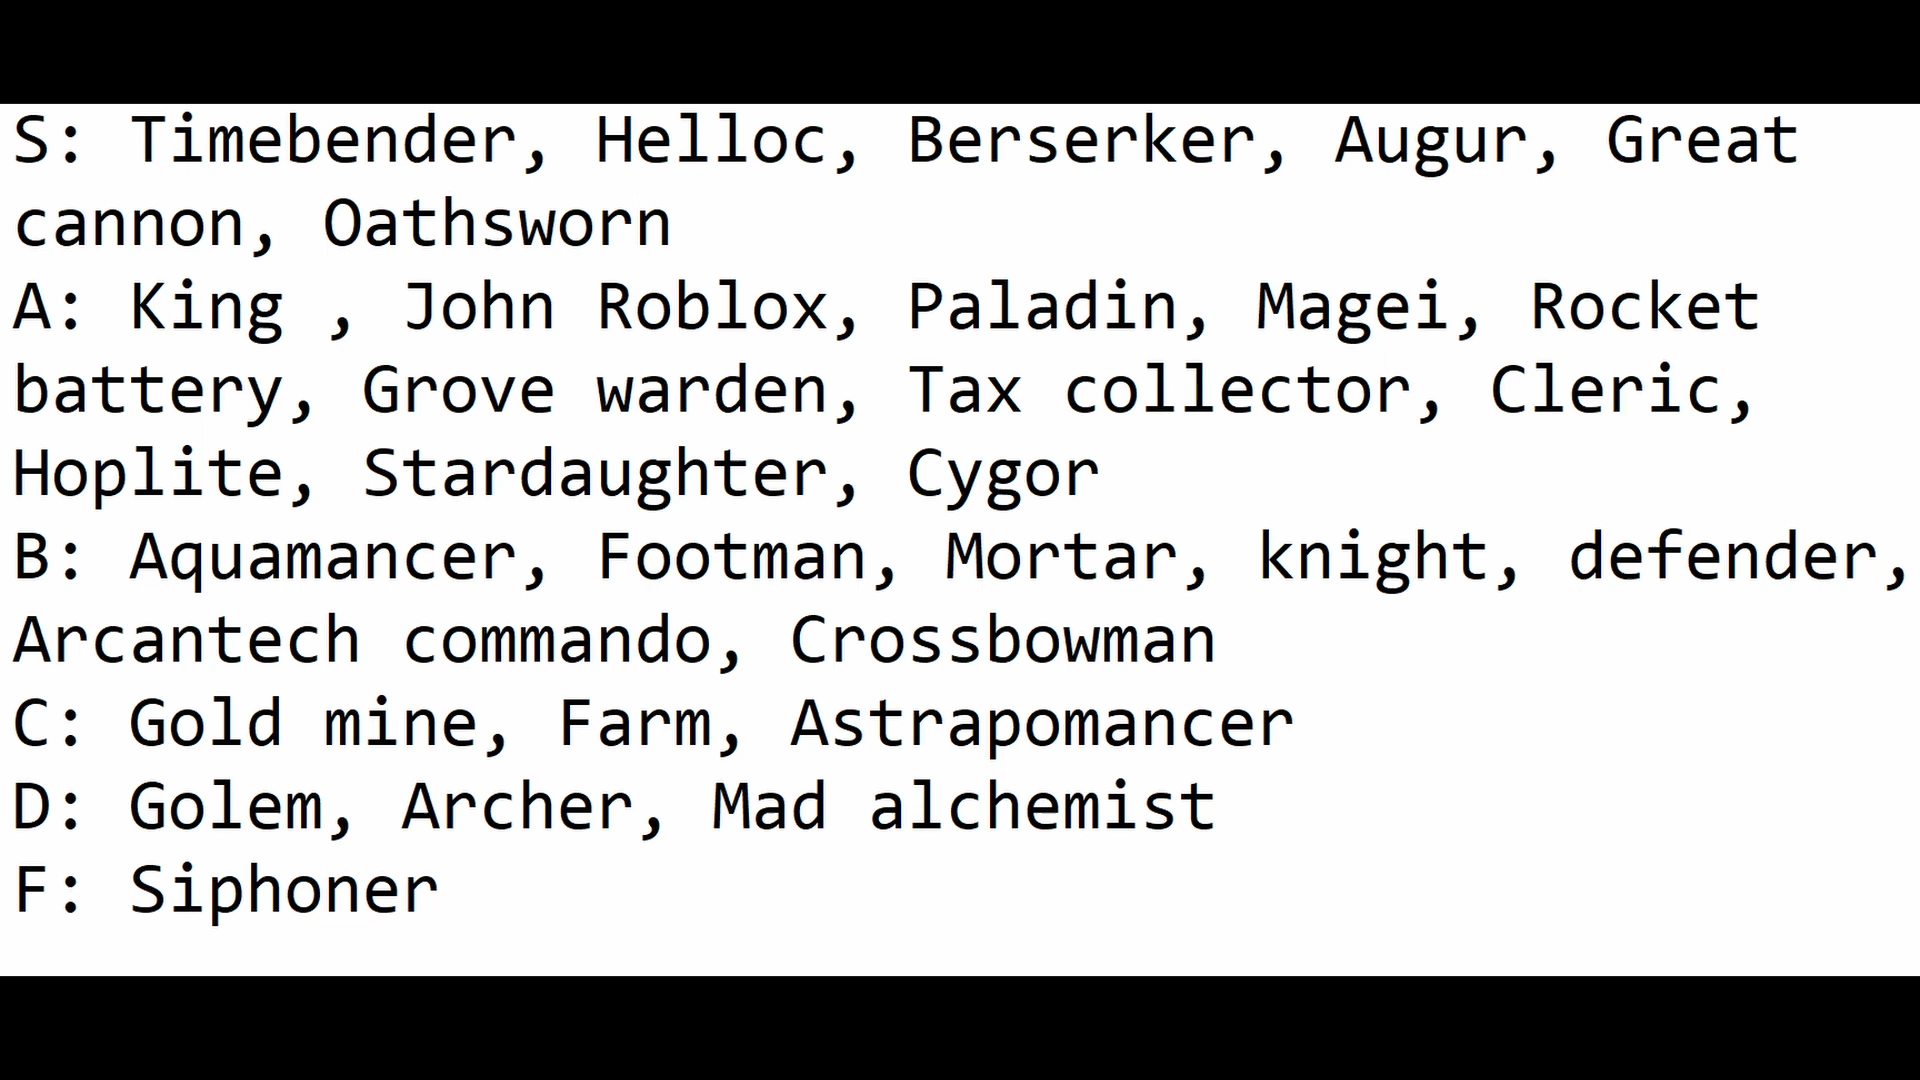 S: Timebender, Helloc, Berserker, Augur, Great
cannon, Oathsworn
A: King , John Roblox, Paladin, Magei, Rocket
battery, Grove warden, Tax collector, Cleric,
Hoplite, Stardaughter, Cygor
B: Aquamancer, Footman, Mortar, knight, defender,
Arcantech commando, Crossbowman
C: Gold mine, Farm, Astrapomancer
D: Golem, Archer, Mad alchemist
F: Siphoner